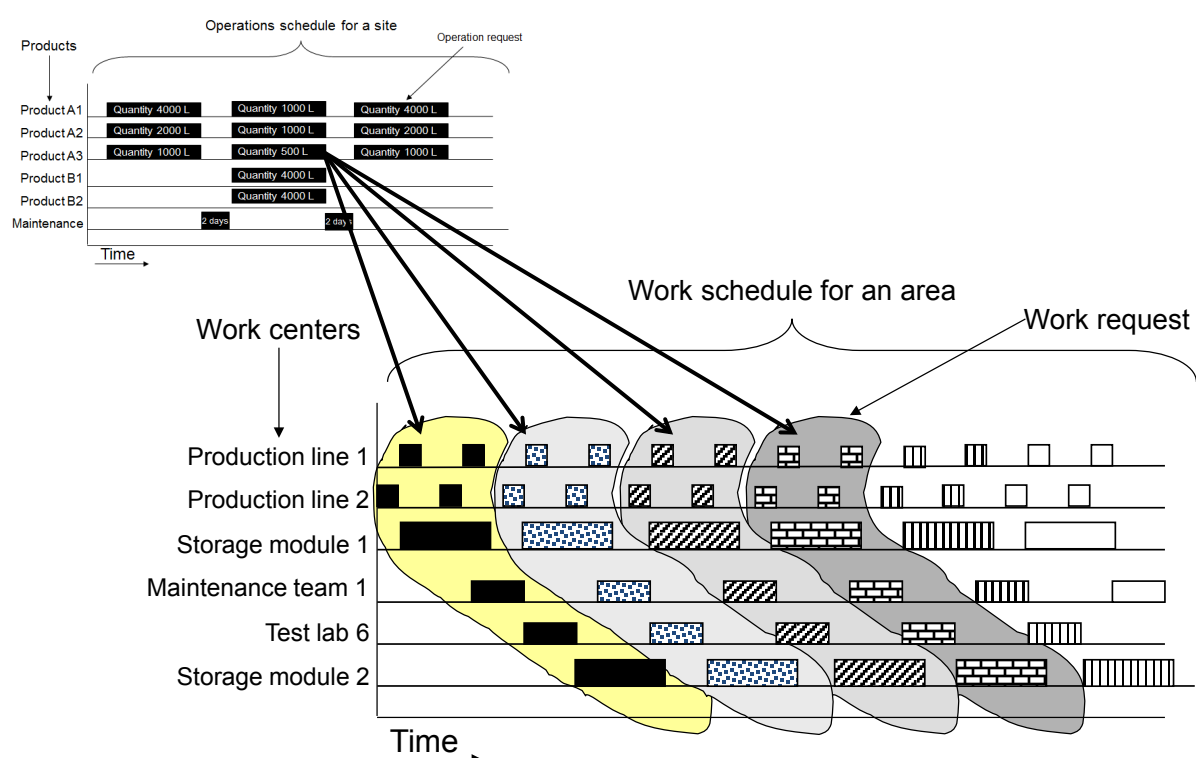 Operations schedule for a site
Operation request
Products
Product A1
Quantity 4000 L
Quantity 1000 L
Quantity 4000 L
Product A2
Quantity 2000 L
Quantity 1000 L
Quantity 2000 L
Product A3
Quantity 1000 L
Quantity 500 L
Quantity 1000 L
Product B1
Quantity 4000 L
Product B2
Quantity 4000 L
Maintenance
2 days
2 days
Time
Work schedule for an area
Work centers
Work request
Production line 1
Production line 2
Storage module 1
Maintenance team 1
Test lab 6
Storage module 2
Time